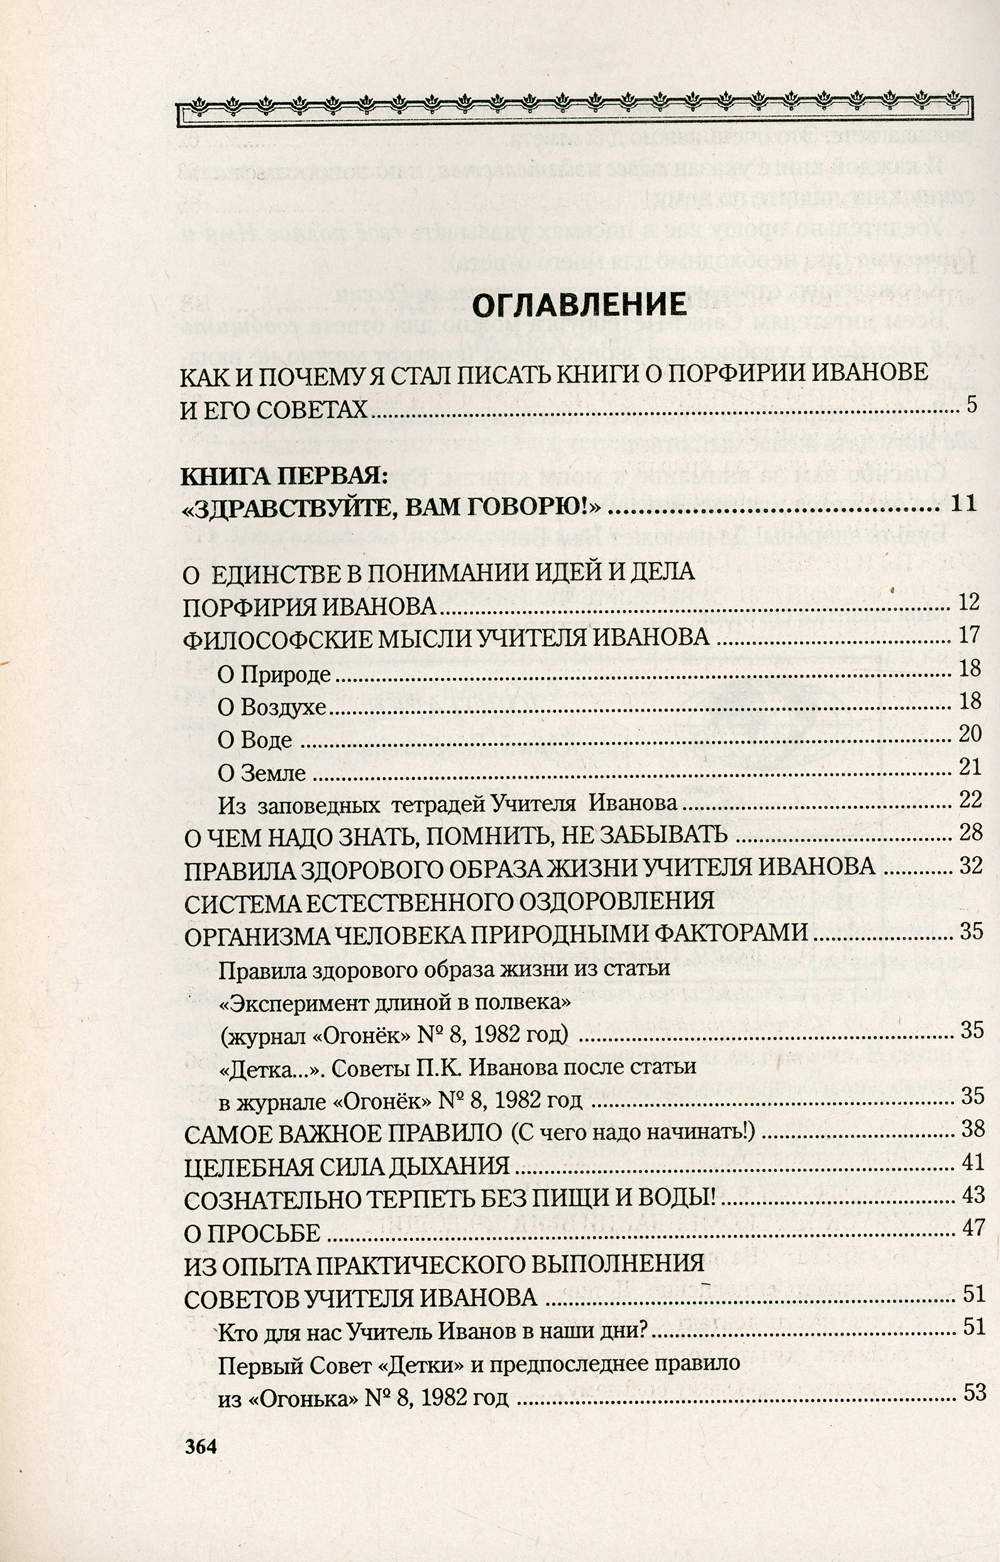 ОГЛАВЛЕНИЕ
КАК И ПОЧЕМУ Я СТАЛ ПИСАТЬ КНИГИ О ПОРФИРИИ ИВАНОВЕ
И ЕГО СОВЕТАХ ..... 5
КНИГА ПЕРВАЯ:
«ЗДРАВСТВУЙТЕ, ВАМ ГОВОРЮ!» ..... 11
О ЕДИНСТВЕ В ПОНИМАНИИ ИДЕЙ И ДЕЛА
ПОРФИРИЯ ИВАНОВА ..... 12
ФИЛОСОФСКИЕ МЫСЛИ УЧИТЕЛЯ ИВАНОВА ..... 17
О Природе ..... 18
О Воздухе ..... 18
О Воде ..... 20
О Земле ..... 21
Из заповедных тетрадей Учителя Иванова ..... 22
О ЧЕМ НАДО ЗНАТЬ, ПОМНИТЬ, НЕ ЗАБЫВАТЬ ..... 28
ПРАВИЛА ЗДОРОВОГО ОБРАЗА ЖИЗНИ УЧИТЕЛЯ ИВАНОВА ..... 32
СИСТЕМА ЕСТЕСТВЕННОГО ОЗДОРОВЛЕНИЯ
ОРГАНИЗМА ЧЕЛОВЕКА ПРИРОДНЫМИ ФАКТОРАМИ ..... 35
Правила здорового образа жизни из статьи
«Эксперимент длиной в полвека»
(журнал «Огонёк» № 8, 1982 год) ..... 35
«Детка...». Советы П.К. Иванова после статьи
в журнале «Огонёк» № 8, 1982 год ..... 35
САМОЕ ВАЖНОЕ ПРАВИЛО (С чего надо начинать!) ..... 38
ЦЕЛЕБНАЯ СИЛА ДЫХАНИЯ ..... 41
СОЗНАТЕЛЬНО ТЕРПЕТЬ БЕЗ ПИЩИ И ВОДЫ! ..... 43
О ПРОСЬБЕ ..... 47
ИЗ ОПЫТА ПРАКТИЧЕСКОГО ВЫПОЛНЕНИЯ
СОВЕТОВ УЧИТЕЛЯ ИВАНОВА ..... 51
Кто для нас Учитель Иванов в наши дни? ..... 51
Первый Совет «Детки» и предпоследнее правило
из «Огонька» № 8, 1982 год ..... 53
364